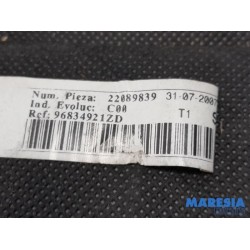 Num. Pieza: 22089839 31-07-200
Ind. Evoluc: C00 T1
Ref: 96834921ZD
MARESIA